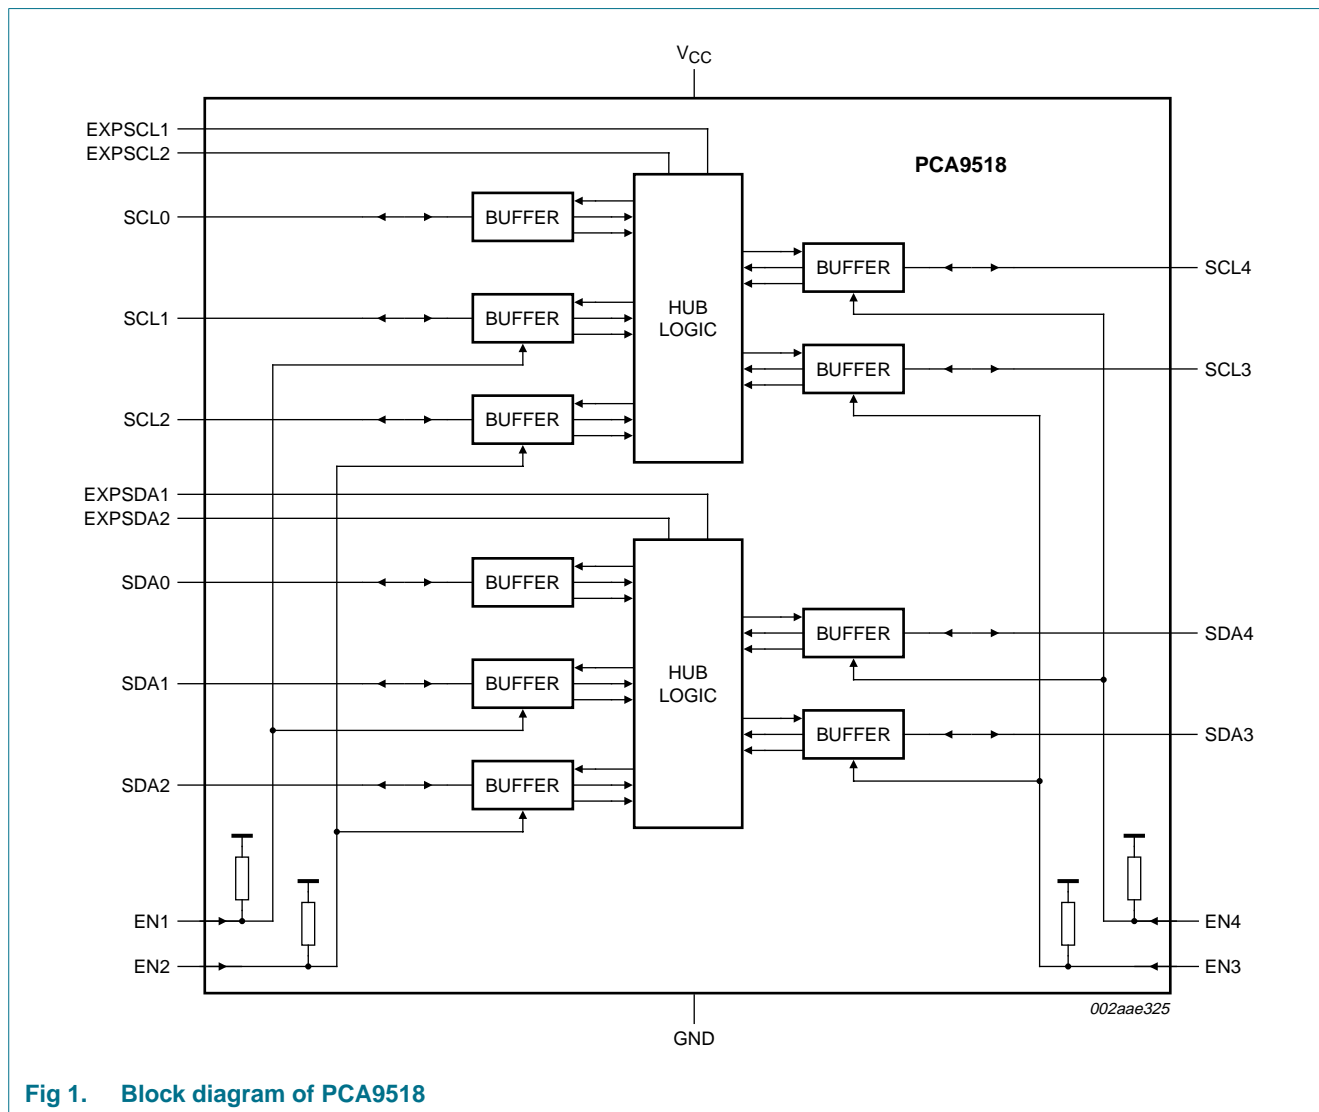 VCC
EXPSCL1
EXPSCL2
PCA9518
SCL0
BUFFER
BUFFER
SCL4
SCL1
BUFFER
HUB
LOGIC
BUFFER
SCL3
SCL2
BUFFER
EXPSDA1
EXPSDA2
SDA0
BUFFER
BUFFER
SDA4
SDA1
BUFFER
HUB
LOGIC
BUFFER
SDA3
SDA2
BUFFER
EN1
EN4
EN2
EN3
002aae325
GND
Fig 1. Block diagram of PCA9518